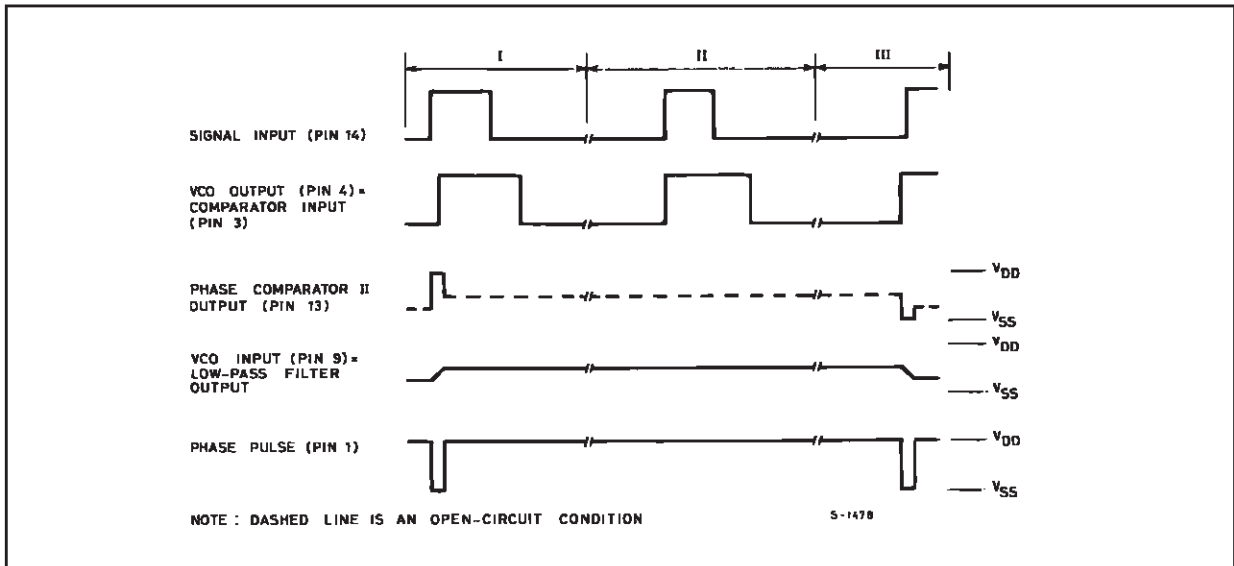 I II III
SIGNAL INPUT (PIN 14)
VCO OUTPUT (PIN 4)=
COMPARATOR INPUT
(PIN 3)
PHASE COMPARATOR II
OUTPUT (PIN 13)
VDD
VSS
VCO INPUT (PIN 9)=
LOW-PASS FILTER
OUTPUT
VDD
VSS
PHASE PULSE (PIN 1)
VDD
VSS
NOTE : DASHED LINE IS AN OPEN-CIRCUIT CONDITION
S-1478